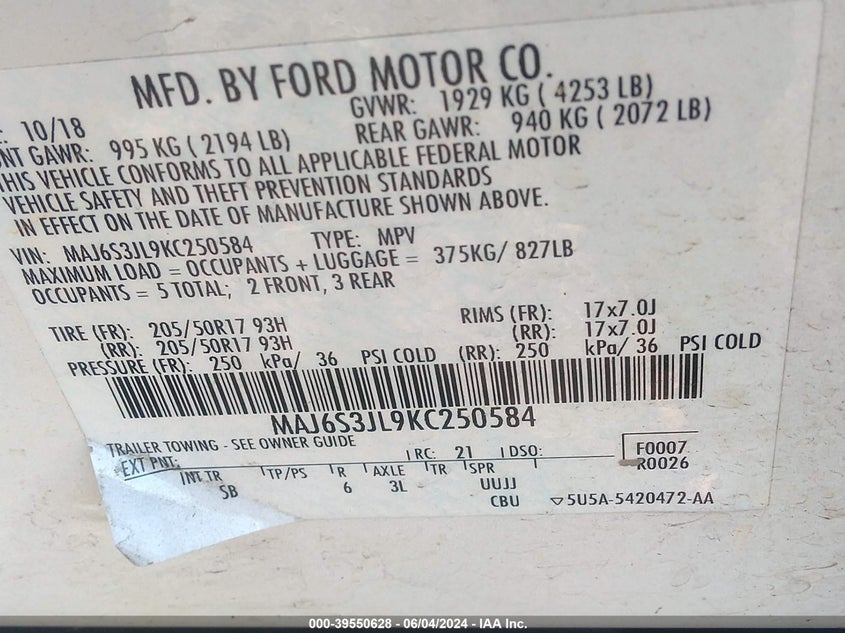 MFD. BY FORD MOTOR CO.
10/18 GVWR: 1929 KG ( 4253 LB)
GAWR: 995 KG ( 2194 LB) REAR GAWR: 940 KG ( 2072 LB)
THIS VEHICLE CONFORMS TO ALL APPLICABLE FEDERAL MOTOR
VEHICLE SAFETY AND THEFT PREVENTION STANDARDS
IN EFFECT ON THE DATE OF MANUFACTURE SHOWN ABOVE.
VIN: MAJ6S3JL9KC250584 TYPE: MPV
MAXIMUM LOAD = OCCUPANTS + LUGGAGE = 375KG/ 827LB
OCCUPANTS = 5 TOTAL; 2 FRONT, 3 REAR
TIRE (FR): 205/50R17 93H RIMS (FR): 17x7.0J
(RR): 205/50R17 93H (RR): 17x7.0J
PRESSURE (FR): 250 kPa/ 36 PSI COLD (RR): 250 kPa/ 36 PSI COLD
MAJ6S3JL9KC250584
TRAILER TOWING - SEE OWNER GUIDE
EXT PNT: RC: 21 DSO: F0007
R0026
INT TR TP/PS R AXLE TR SPR
SB 6 3L UUJJ
CBU 5U5A-5420472-AA
000-39550628 - 06/04/2024 - IAA Inc.